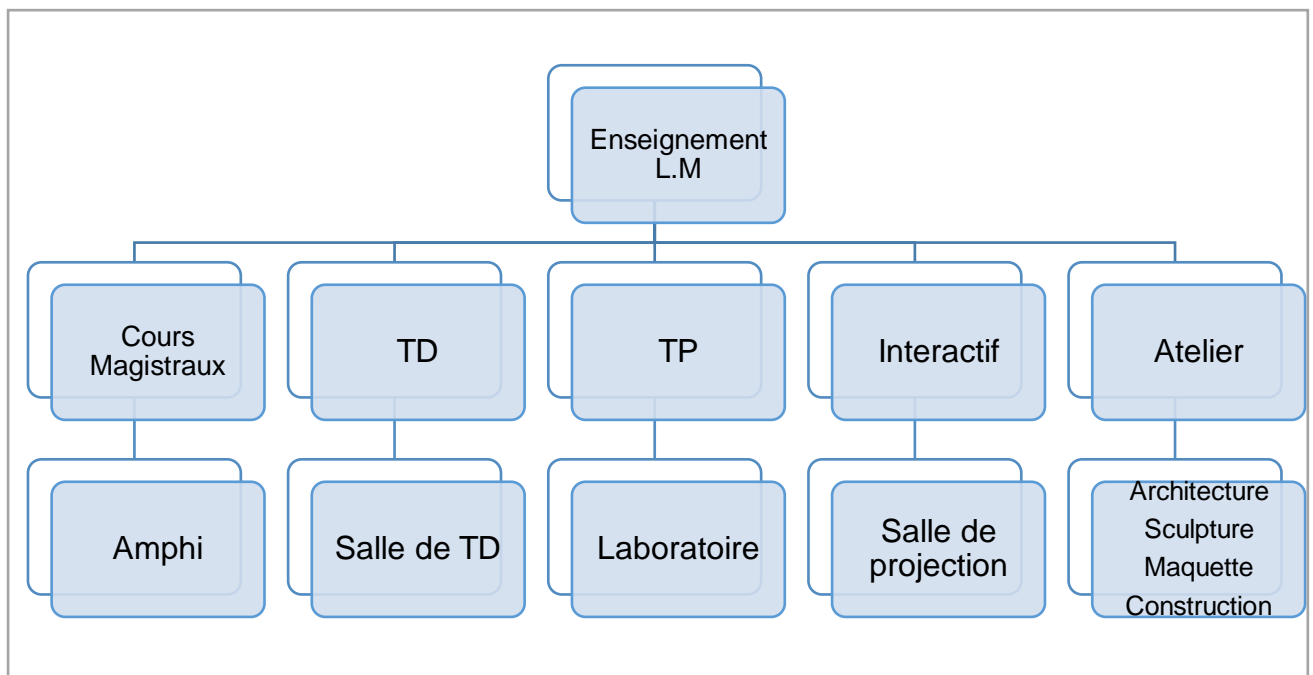 Enseignement
L.M
Cours
Magistraux
TD
TP
Interactif
Atelier
Amphi
Salle de TD
Laboratoire
Salle de
projection
Architecture
Sculpture
Maquette
Construction